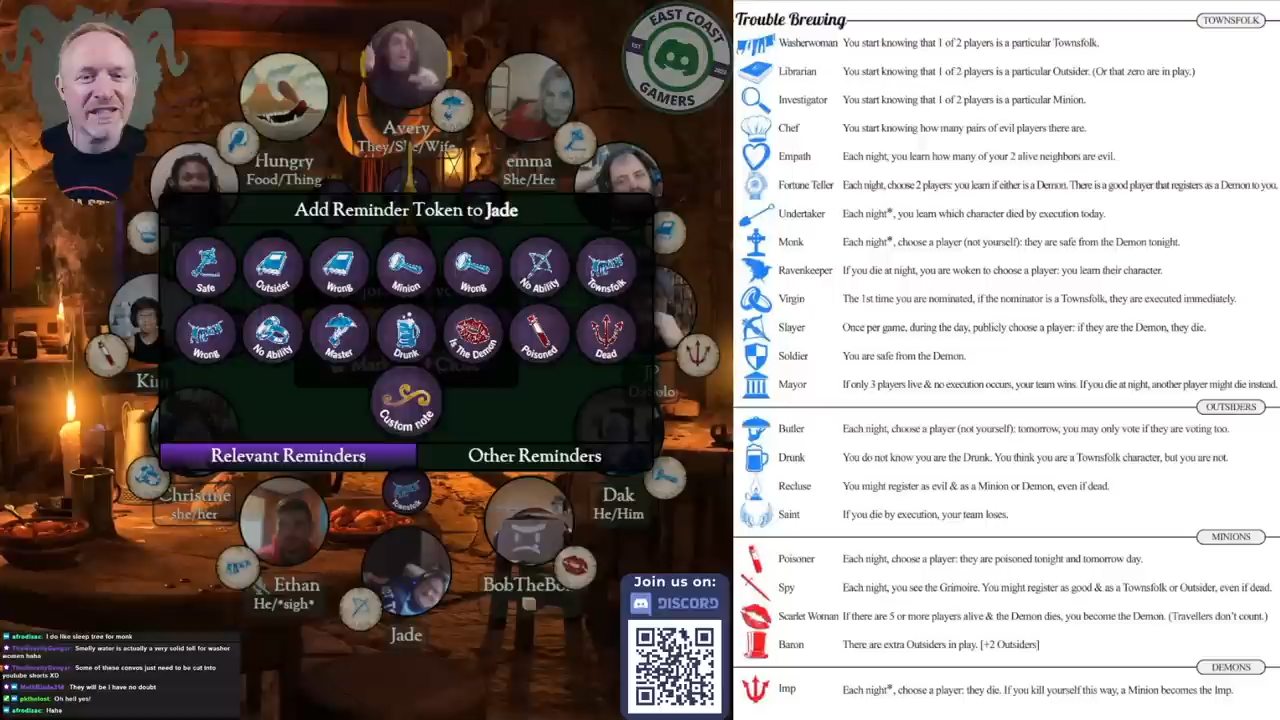 EAST COAST
EST
2023
GAMERS
Avery
They/She/Wife
Hungry
Food/Thing
emma
She/Her
Add Reminder Token to Jade
Safe
Outsider
Wrong
Minion
Wrong
No Ability
Townsfolk
Wrong
No Ability
Master
Drunk
Is The Demon
Poisoned
Dead
Custom note
Relevant Reminders
Other Reminders
Christine
she/her
Dak
He/Him
Townsfolk
Ethan
He/*sigh*
BobTheBo
Jade
Join us on:
DISCORD
afrodizac: I do like sleep tree for monk
Smelly water is actually a very solid tell for washer
women haha
Some of these convos just need to be cut into
youtube shorts XD
They will be I have no doubt
Oh hell yes!
afrodizac: Haha
Trouble Brewing
TOWNSFOLK
Washerwoman You start knowing that 1 of 2 players is a particular Townsfolk.
Librarian You start knowing that 1 of 2 players is a particular Outsider. (Or that zero are in play.)
Investigator You start knowing that 1 of 2 players is a particular Minion.
Chef You start knowing how many pairs of evil players there are.
Empath Each night, you learn how many of your 2 alive neighbors are evil.
Fortune Teller Each night, choose 2 players: you learn if either is a Demon. There is a good player that registers as a Demon to you.
Undertaker Each night*, you learn which character died by execution today.
Monk Each night*, choose a player (not yourself): they are safe from the Demon tonight.
Ravenkeeper If you die at night, you are woken to choose a player: you learn their character.
Virgin The 1st time you are nominated, if the nominator is a Townsfolk, they are executed immediately.
Slayer Once per game, during the day, publicly choose a player: if they are the Demon, they die.
Soldier You are safe from the Demon.
Mayor If only 3 players live & no execution occurs, your team wins. If you die at night, another player might die instead.
OUTSIDERS
Butler Each night, choose a player (not yourself): tomorrow, you may only vote if they are voting too.
Drunk You do not know you are the Drunk. You think you are a Townsfolk character, but you are not.
Recluse You might register as evil & as a Minion or Demon, even if dead.
Saint If you die by execution, your team loses.
MINIONS
Poisoner Each night, choose a player: they are poisoned tonight and tomorrow day.
Spy Each night, you see the Grimoire. You might register as good & as a Townsfolk or Outsider, even if dead.
Scarlet Woman If there are 5 or more players alive & the Demon dies, you become the Demon. (Travellers don't count.)
Baron There are extra Outsiders in play. [+2 Outsiders]
DEMONS
Imp Each night*, choose a player: they die. If you kill yourself this way, a Minion becomes the Imp.